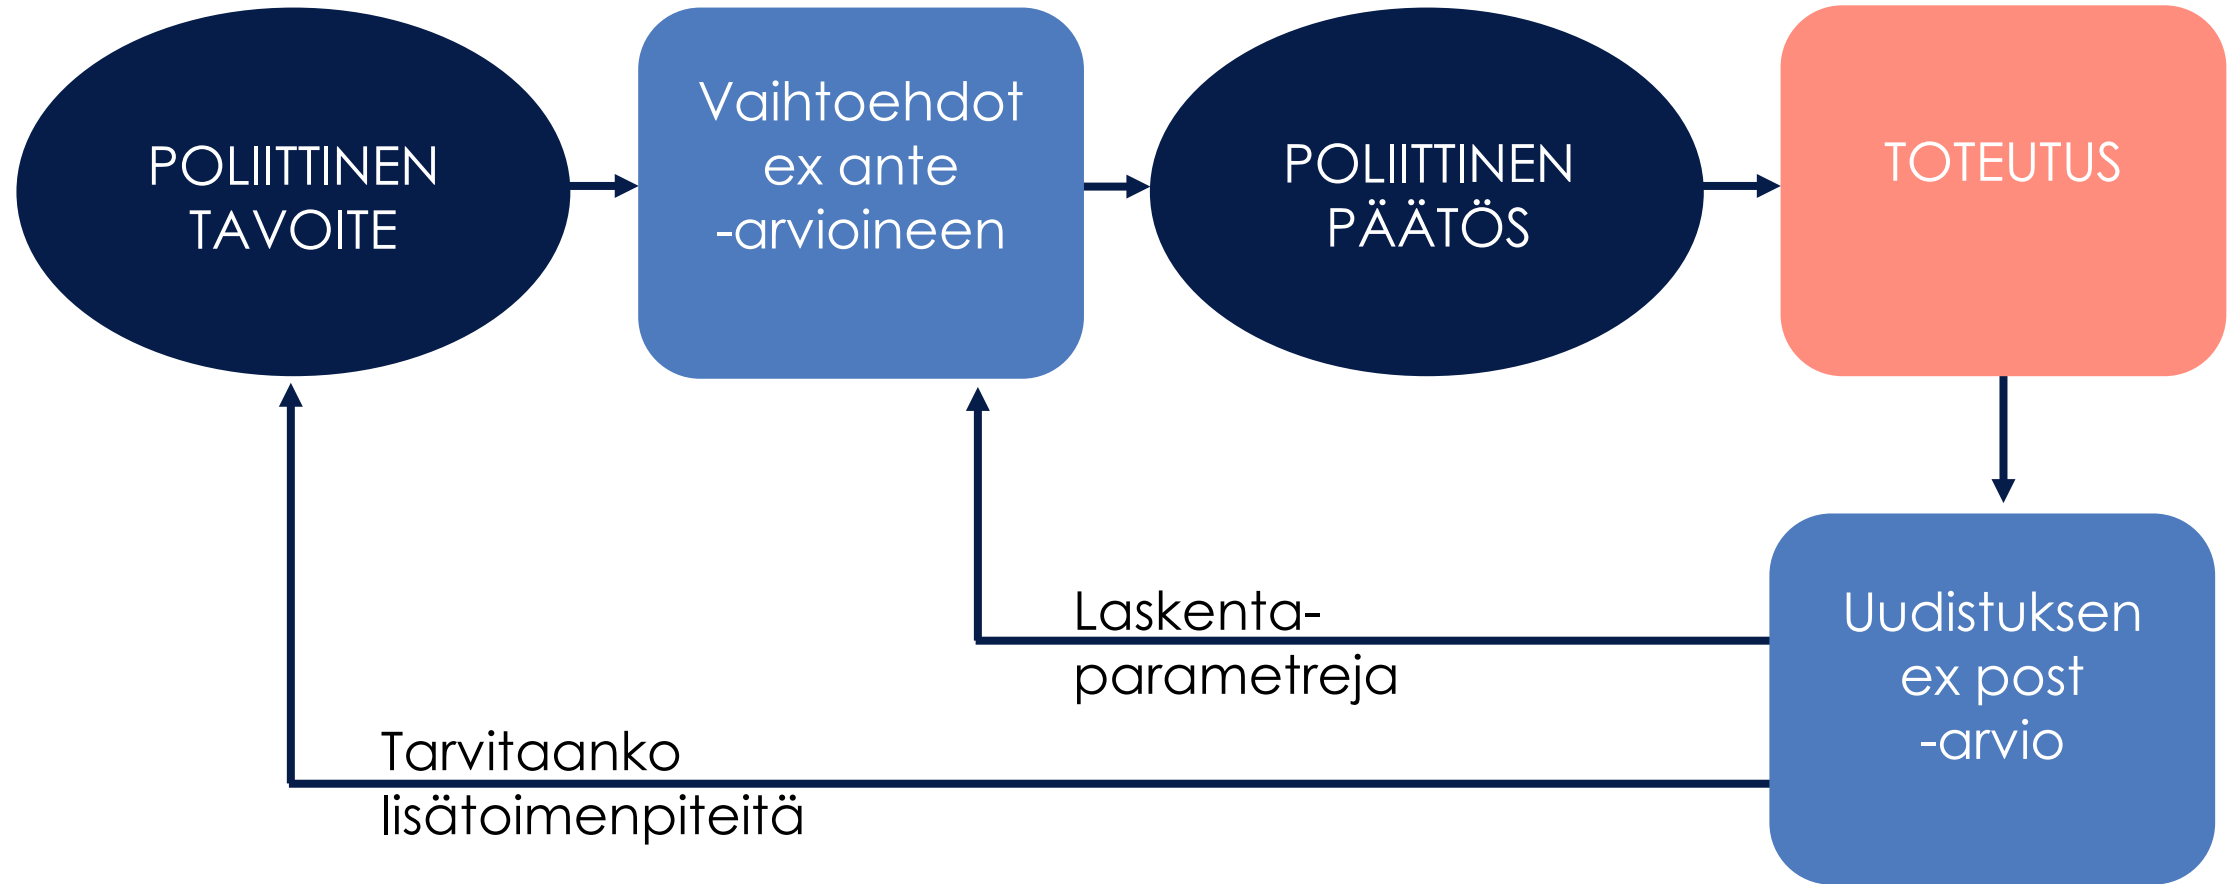 POLIITTINEN
TAVOITE
Vaihtoehdot
ex ante
-arvioineen
POLIITTINEN
PÄÄTÖS
TOTEUTUS
Uudistuksen
ex post
-arvio
Laskenta-
parametreja
Tarvitaanko
lisätoimenpiteitä